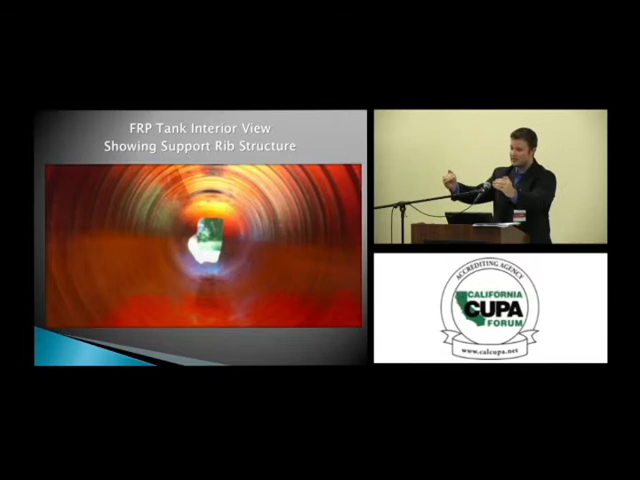 FRP Tank Interior View
Showing Support Rib Structure
ACCREDITING AGENCY
CALIFORNIA
CUPA
FORUM
www.calcupa.net